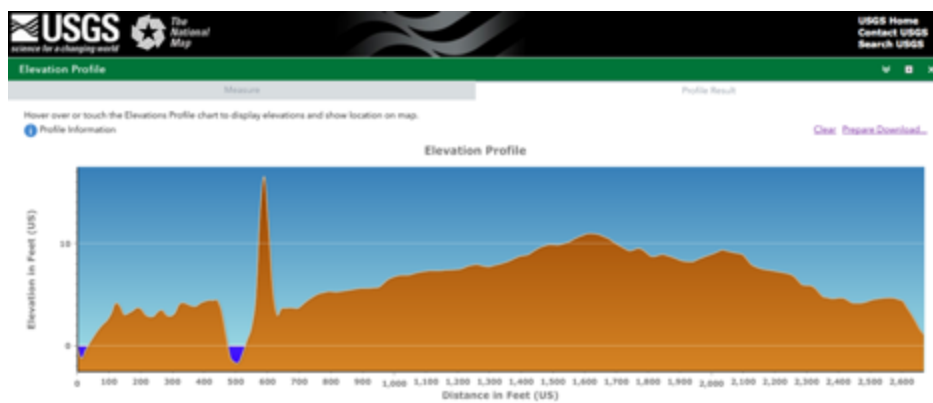 USGS
science for a changing world
The
National
Map
USGS Home
Contact USGS
Search USGS
Elevation Profile
Measure
Profile Result
Hover over or touch the Elevations Profile chart to display elevations and show location on map.
i Profile Information
Clear Prepare Download...
Elevation Profile
Elevation in Feet (US)
10
0
0 100 200 300 400 500 600 700 800 900 1,000 1,100 1,200 1,300 1,400 1,500 1,600 1,700 1,800 1,900 2,000 2,100 2,200 2,300 2,400 2,500 2,600
Distance in Feet (US)